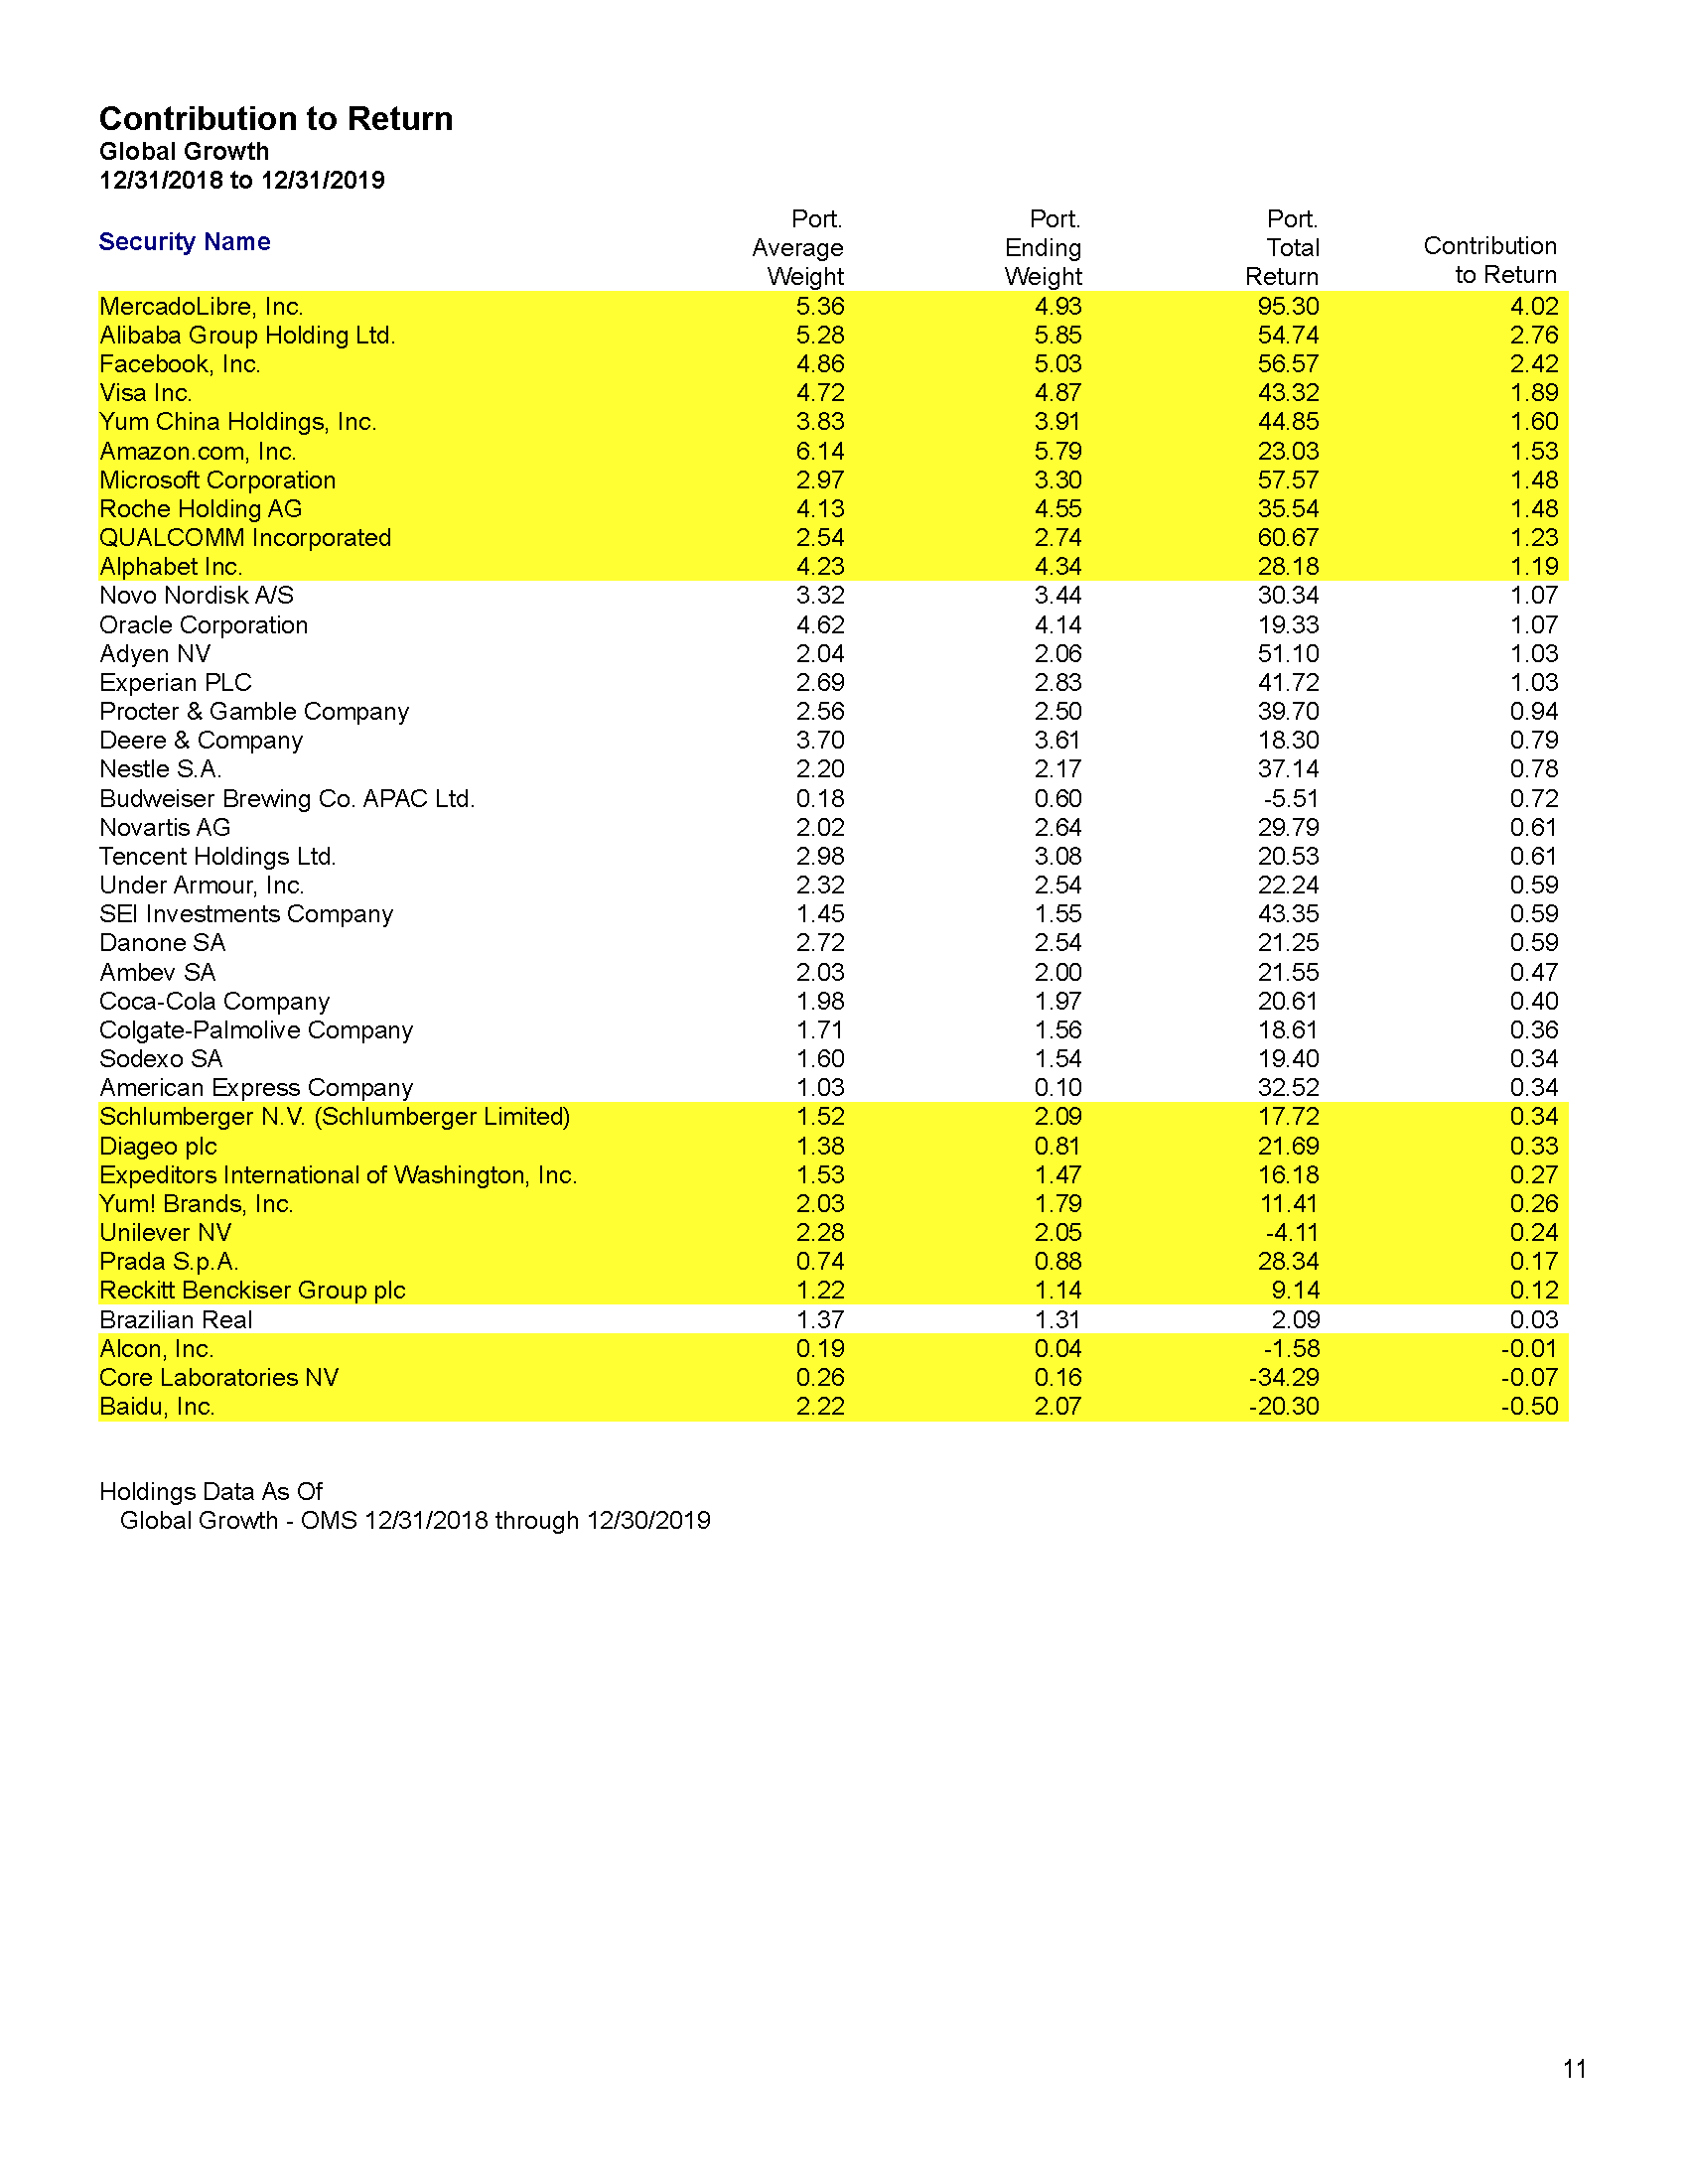 Contribution to Return
Global Growth
12/31/2018 to 12/31/2019
Security Name
Port. Average Weight
Port. Ending Weight
Port. Total Return
Contribution to Return
MercadoLibre, Inc. 5.36 4.93 95.30 4.02
Alibaba Group Holding Ltd. 5.28 5.85 54.74 2.76
Facebook, Inc. 4.86 5.03 56.57 2.42
Visa Inc. 4.72 4.87 43.32 1.89
Yum China Holdings, Inc. 3.83 3.91 44.85 1.60
Amazon.com, Inc. 6.14 5.79 23.03 1.53
Microsoft Corporation 2.97 3.30 57.57 1.48
Roche Holding AG 4.13 4.55 35.54 1.48
QUALCOMM Incorporated 2.54 2.74 60.67 1.23
Alphabet Inc. 4.23 4.34 28.18 1.19
Novo Nordisk A/S 3.32 3.44 30.34 1.07
Oracle Corporation 4.62 4.14 19.33 1.07
Adyen NV 2.04 2.06 51.10 1.03
Experian PLC 2.69 2.83 41.72 1.03
Procter & Gamble Company 2.56 2.50 39.70 0.94
Deere & Company 3.70 3.61 18.30 0.79
Nestle S.A. 2.20 2.17 37.14 0.78
Budweiser Brewing Co. APAC Ltd. 0.18 0.60 -5.51 0.72
Novartis AG 2.02 2.64 29.79 0.61
Tencent Holdings Ltd. 2.98 3.08 20.53 0.61
Under Armour, Inc. 2.32 2.54 22.24 0.59
SEI Investments Company 1.45 1.55 43.35 0.59
Danone SA 2.72 2.54 21.25 0.59
Ambev SA 2.03 2.00 21.55 0.47
Coca-Cola Company 1.98 1.97 20.61 0.40
Colgate-Palmolive Company 1.71 1.56 18.61 0.36
Sodexo SA 1.60 1.54 19.40 0.34
American Express Company 1.03 0.10 32.52 0.34
Schlumberger N.V. (Schlumberger Limited) 1.52 2.09 17.72 0.34
Diageo plc 1.38 0.81 21.69 0.33
Expeditors International of Washington, Inc. 1.53 1.47 16.18 0.27
Yum! Brands, Inc. 2.03 1.79 11.41 0.26
Unilever NV 2.28 2.05 -4.11 0.24
Prada S.p.A. 0.74 0.88 28.34 0.17
Reckitt Benckiser Group plc 1.22 1.14 9.14 0.12
Brazilian Real 1.37 1.31 2.09 0.03
Alcon, Inc. 0.19 0.04 -1.58 -0.01
Core Laboratories NV 0.26 0.16 -34.29 -0.07
Baidu, Inc. 2.22 2.07 -20.30 -0.50
Holdings Data As Of
Global Growth - OMS 12/31/2018 through 12/30/2019
11